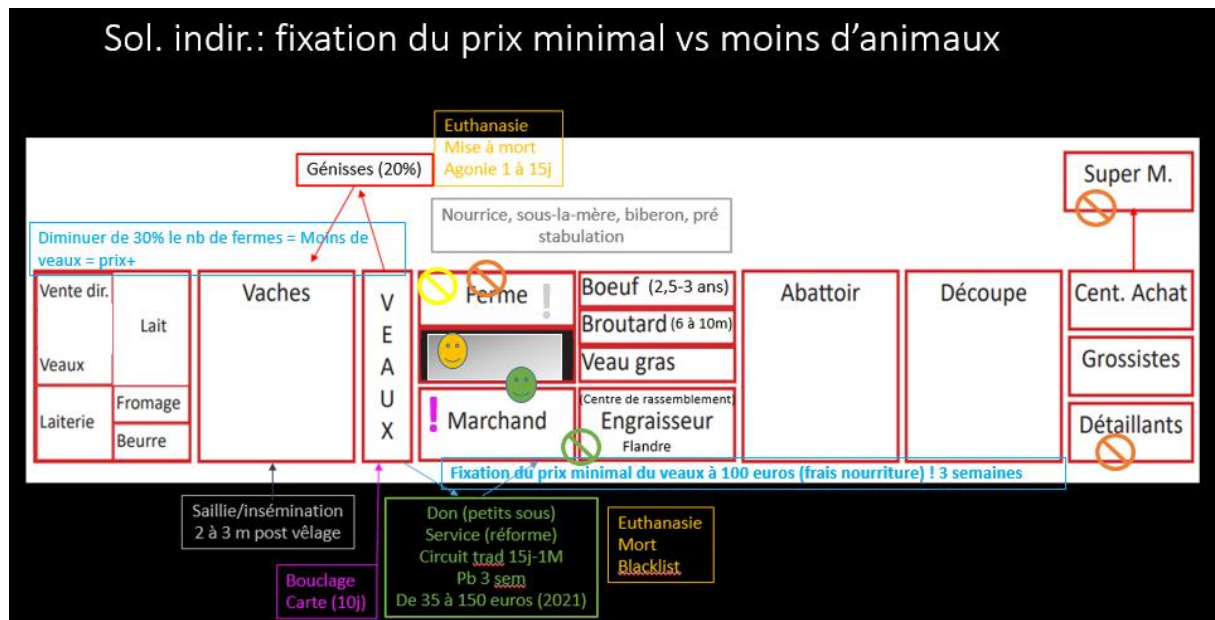 Sol. indir.: fixation du prix minimal vs moins d’animaux
Euthanasie
Mise à mort
Agonie 1 à 15j
Génisses (20%)
Super M.
Nourrice, sous-la-mère, biberon, pré
stabulation
Diminuer de 30% le nb de fermes = Moins de
veaux = prix+
Vente dir.
Lait
Veaux
Laiterie
Fromage
Beurre
Vaches
V
E
A
U
X
Ferme !
Marchand
!
Boeuf (2,5-3 ans)
Broutard (6 à 10m)
Veau gras
(Centre de rassemblement)
Engraisseur
Flandre
Abattoir
Découpe
Cent. Achat
Grossistes
Détaillants
Fixation du prix minimal du veaux à 100 euros (frais nourriture) ! 3 semaines
Saillie/insémination
2 à 3 m post vêlage
Bouclage
Carte (10j)
Don (petits sous)
Service (réforme)
Circuit trad 15j-1M
Pb 3 sem
De 35 à 150 euros (2021)
Euthanasie
Mort
Blacklist